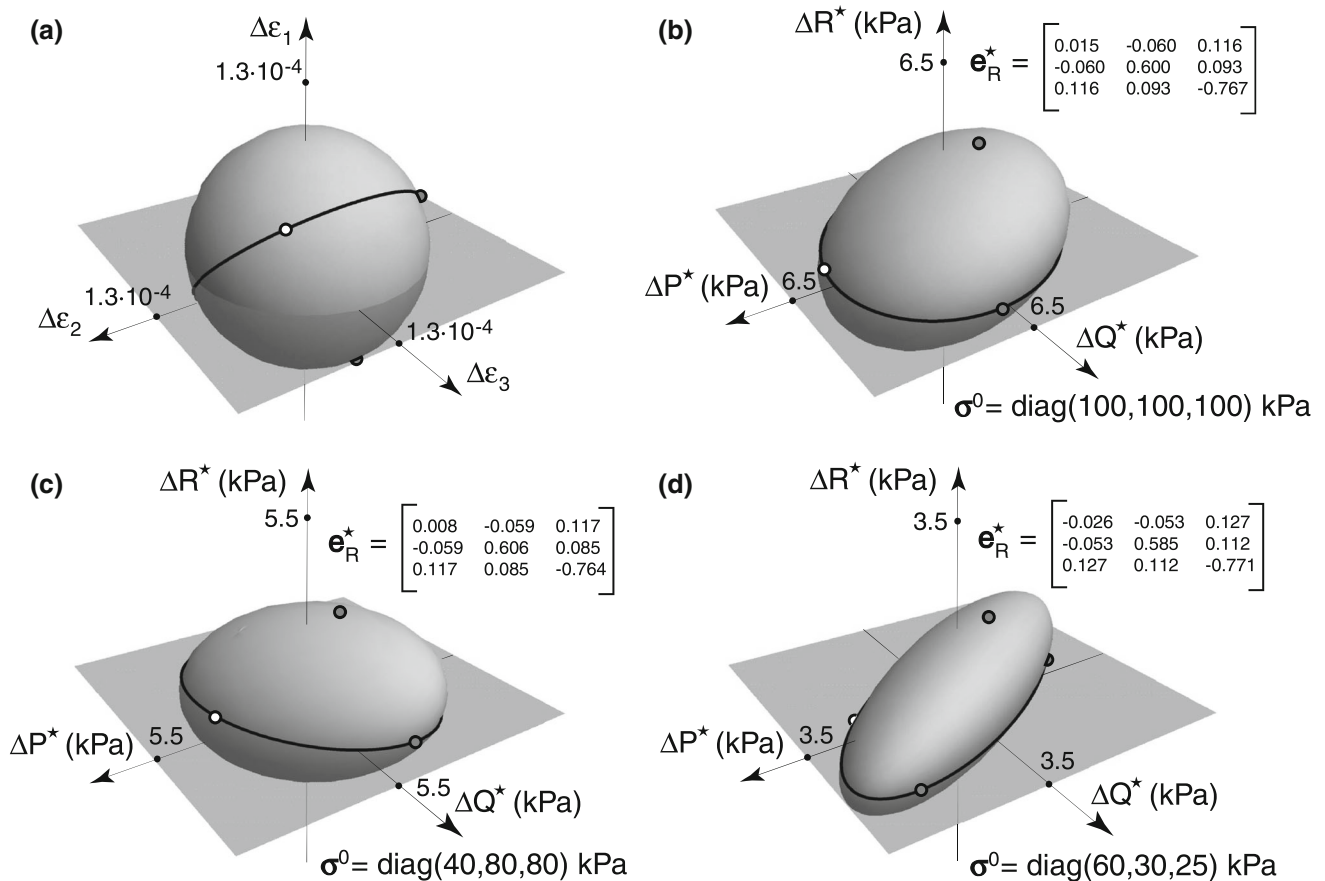 (a)
Δε₁
1.3·10⁻⁴
1.3·10⁻⁴
Δε₂
1.3·10⁻⁴
Δε₃
(b)
ΔR★ (kPa)
6.5
e★R =
0.015 -0.060 0.116
-0.060 0.600 0.093
0.116 0.093 -0.767
ΔP★ (kPa)
6.5
6.5
ΔQ★ (kPa)
σ⁰= diag(100,100,100) kPa
(c)
ΔR★ (kPa)
5.5
e★R =
0.008 -0.059 0.117
-0.059 0.606 0.085
0.117 0.085 -0.764
ΔP★ (kPa)
5.5
5.5
ΔQ★ (kPa)
σ⁰= diag(40,80,80) kPa
(d)
ΔR★ (kPa)
3.5
e★R =
-0.026 -0.053 0.127
-0.053 0.585 0.112
0.127 0.112 -0.771
ΔP★ (kPa)
3.5
3.5
ΔQ★ (kPa)
σ⁰= diag(60,30,25) kPa